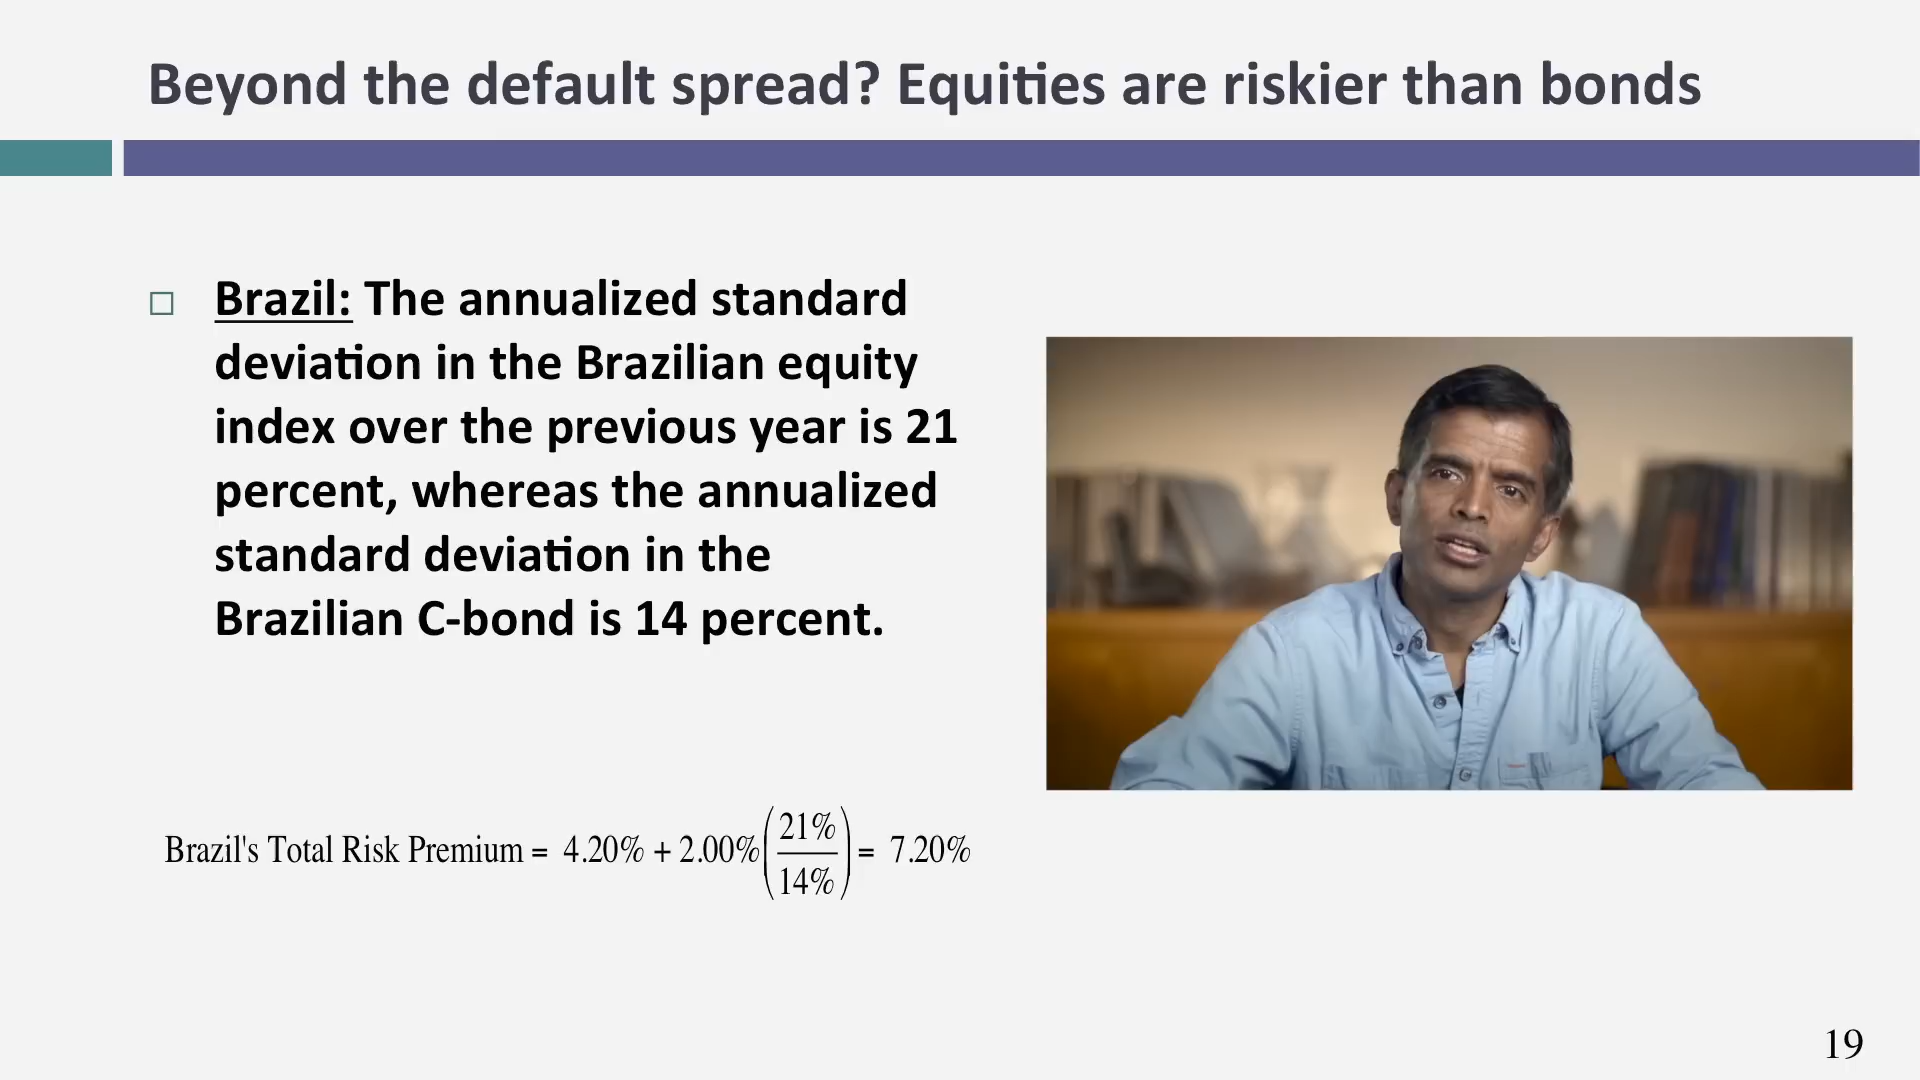 Beyond the default spread? Equities are riskier than bonds
Brazil: The annualized standard
deviation in the Brazilian equity
index over the previous year is 21
percent, whereas the annualized
standard deviation in the
Brazilian C-bond is 14 percent.
Brazil's Total Risk Premium = 4.20% + 2.00%(21%/14%) = 7.20%
19